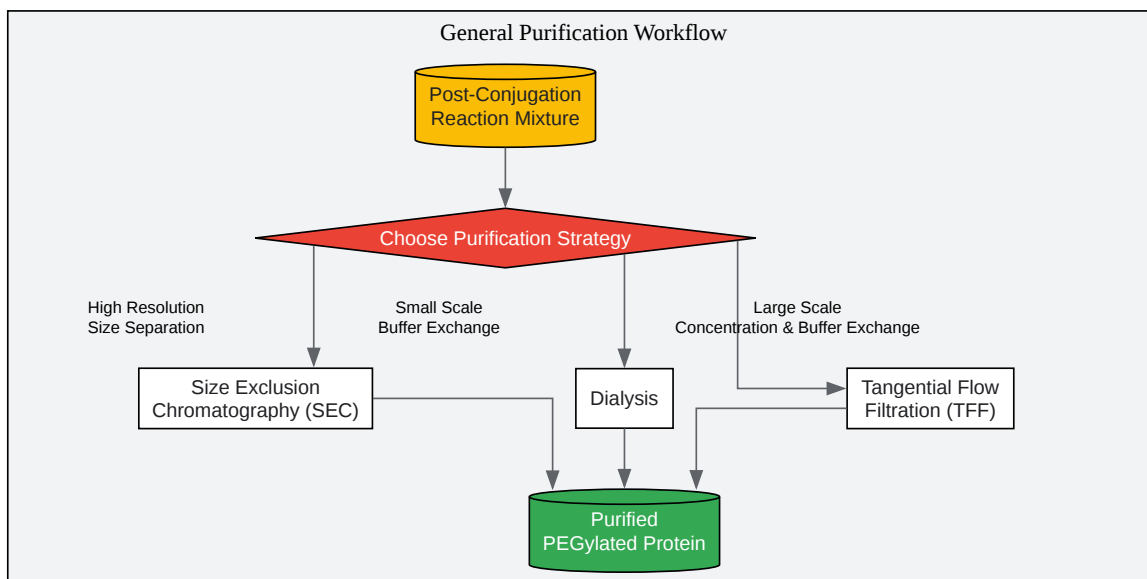 General Purification Workflow
Post-Conjugation
Reaction Mixture
Choose Purification Strategy
High Resolution
Size Separation
Small Scale
Buffer Exchange
Large Scale
Concentration & Buffer Exchange
Size Exclusion
Chromatography (SEC)
Dialysis
Tangential Flow
Filtration (TFF)
Purified
PEGylated Protein